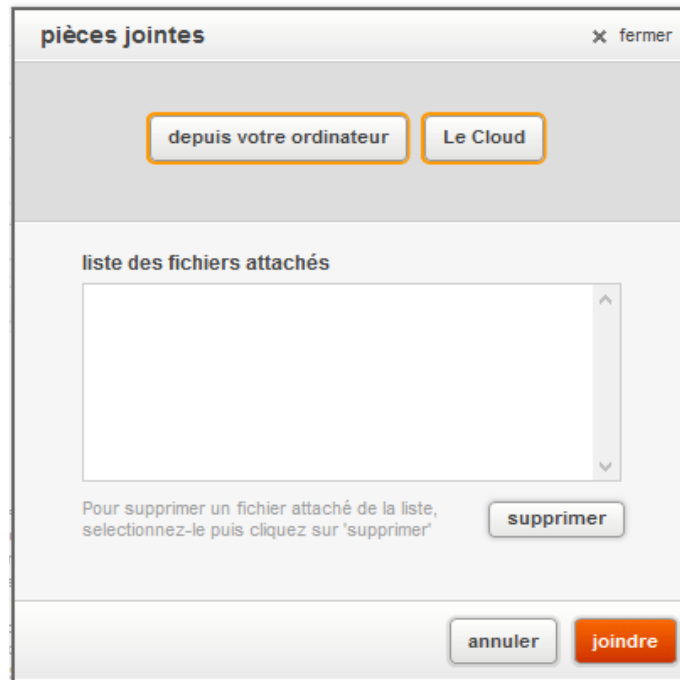 pièces jointes
fermer
depuis votre ordinateur
Le Cloud
liste des fichiers attachés
Pour supprimer un fichier attaché de la liste,
selectionnez-le puis cliquez sur 'supprimer'
supprimer
annuler
joindre